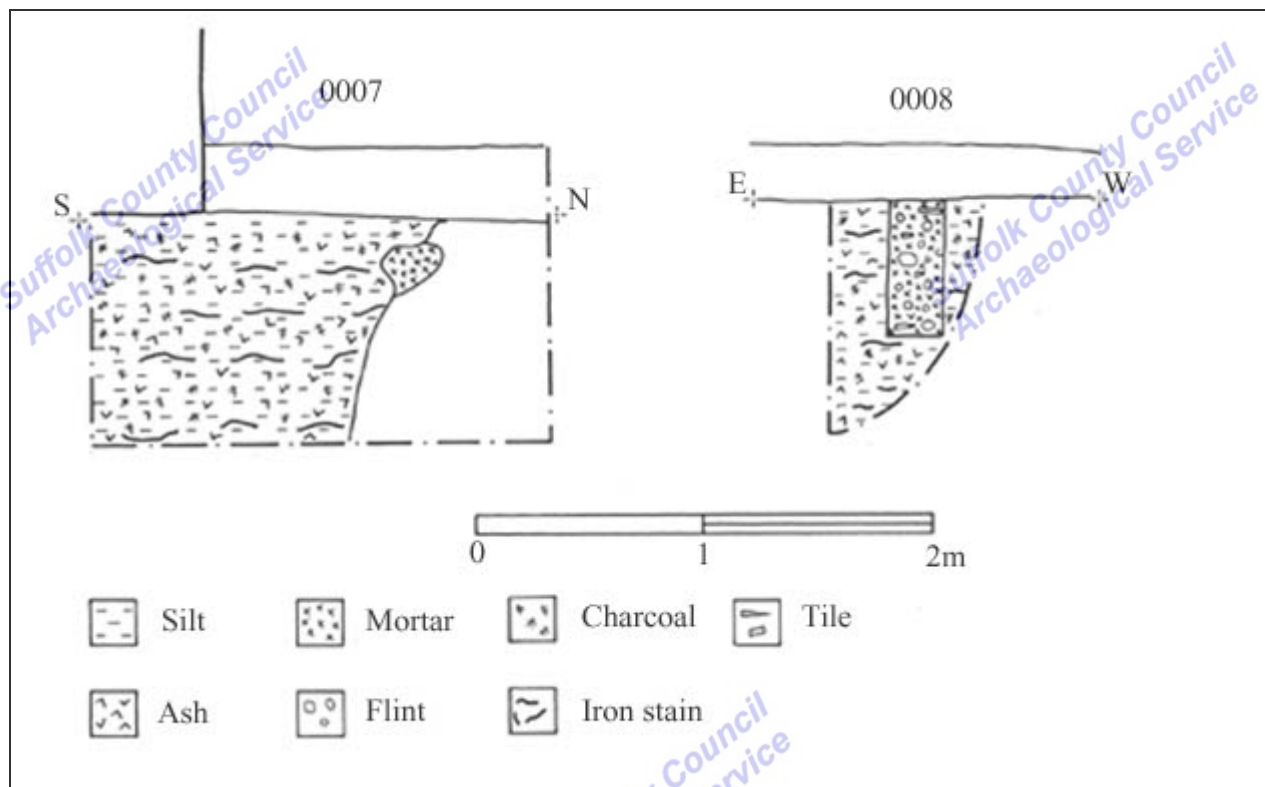 0007
0008
S
N
E
W
0
1
2m
Silt
Mortar
Charcoal
Tile
Ash
Flint
Iron stain
Suffolk County Council
Archaeological Service
Suffolk County Council
Archaeological Service
Council